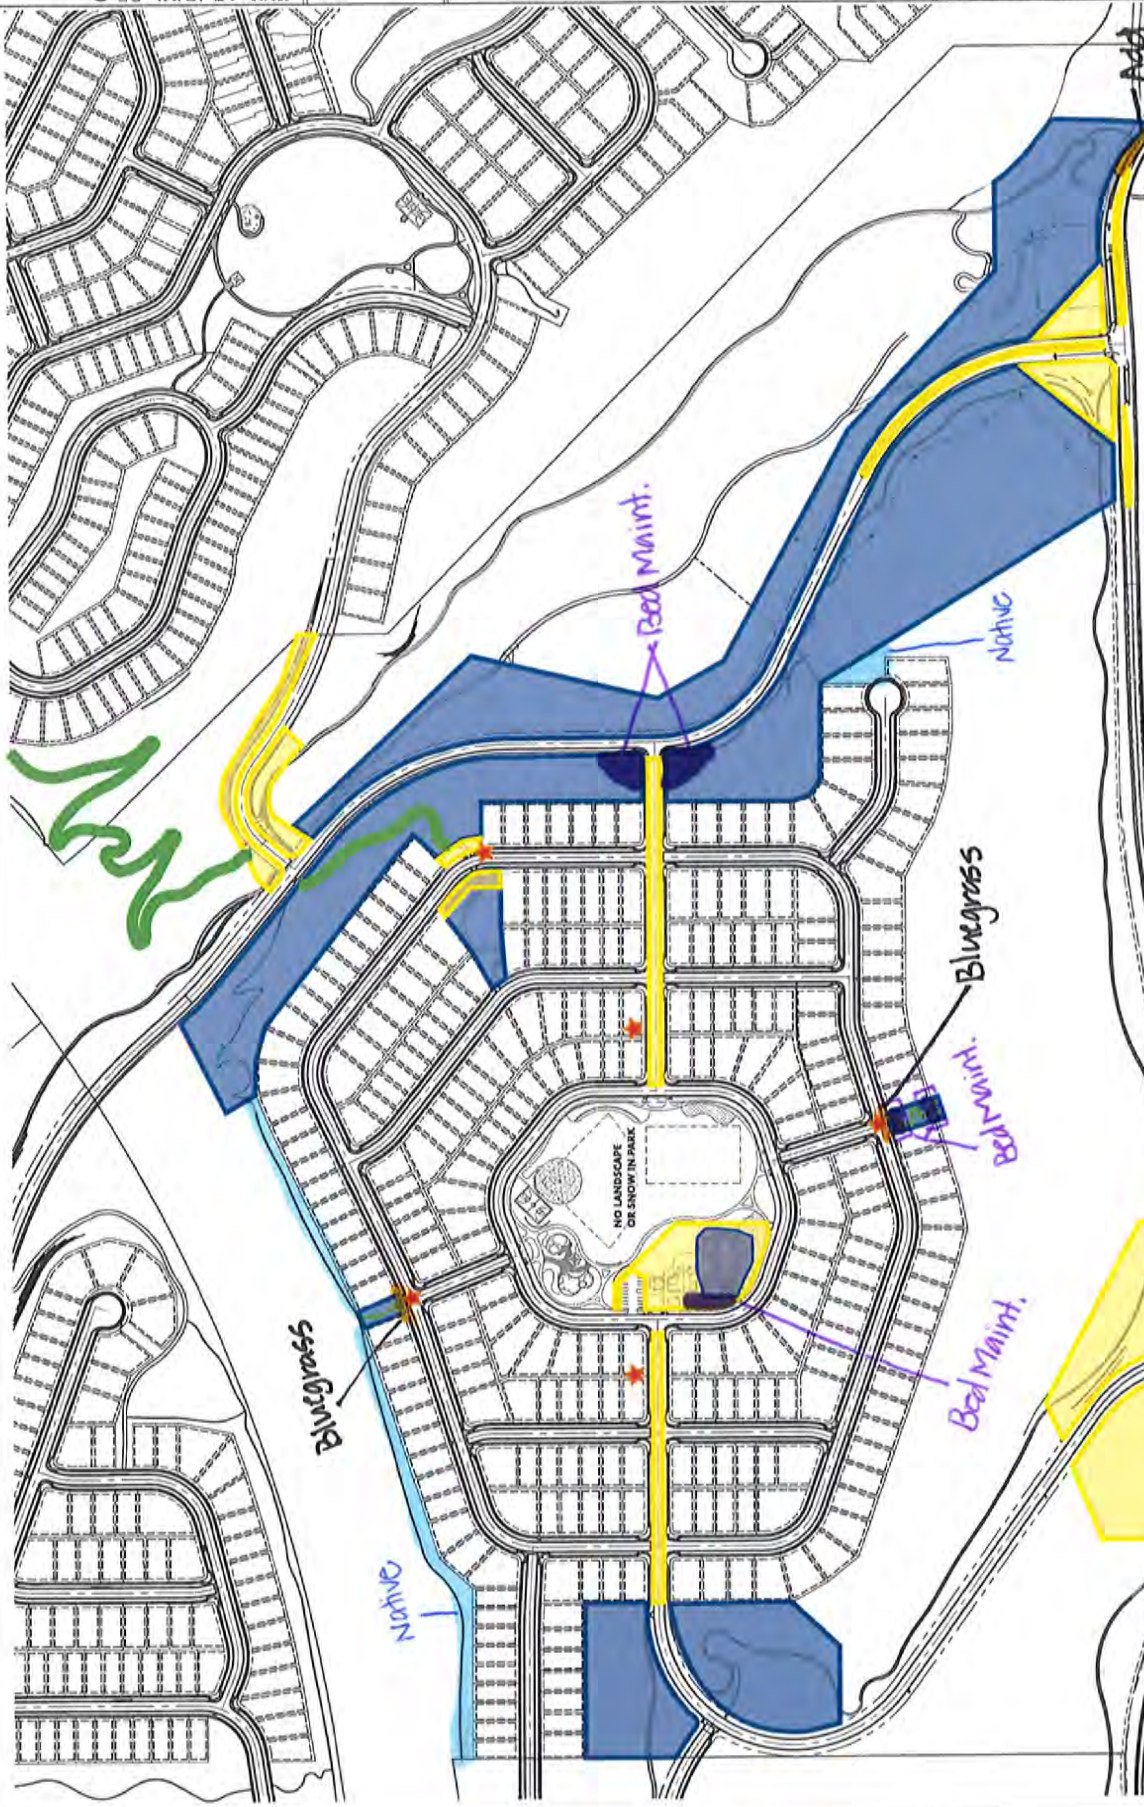 Bed Maint.
Native
Bluegrass
Bed Maint.
NO LANDSCAPE
OR SNOW IN PARK
Bluegrass
Bed Maint.
Native